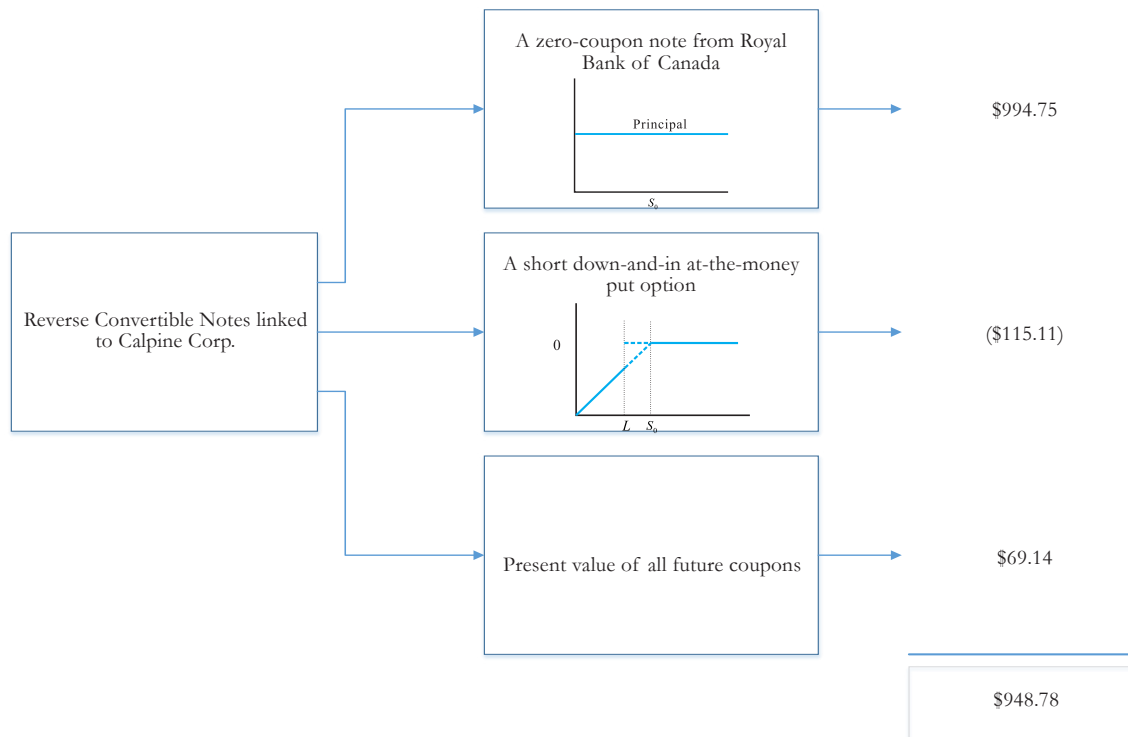 A zero-coupon note from Royal
Bank of Canada
Principal
S₀
$994.75
Reverse Convertible Notes linked
to Calpine Corp.
A short down-and-in at-the-money
put option
0
L S₀
($115.11)
Present value of all future coupons
$69.14
$948.78